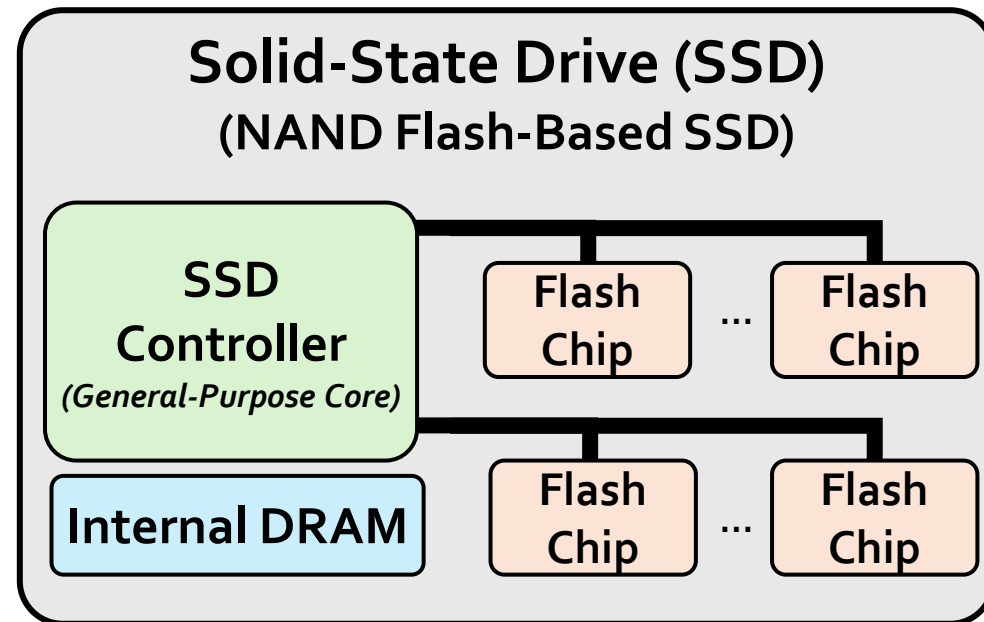 Solid-State Drive (SSD)
(NAND Flash-Based SSD)
SSD
Controller
(General-Purpose Core)
Internal DRAM
Flash
Chip
...
Flash
Chip
Flash
Chip
...
Flash
Chip